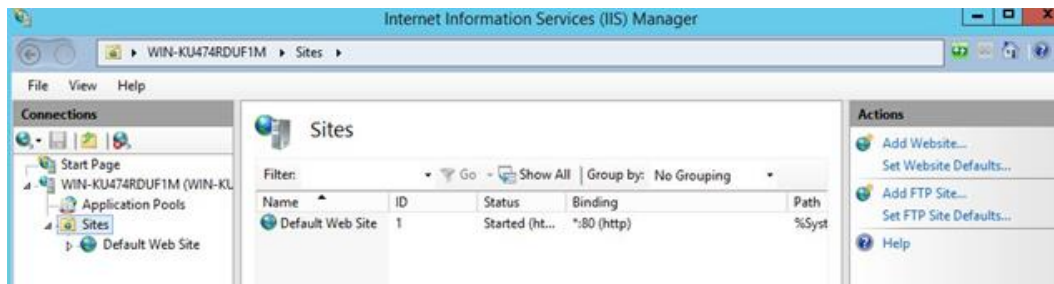 Internet Information Services (IIS) Manager
WIN-KU474RDUF1M ▸ Sites ▸
File View Help
Connections
Start Page
WIN-KU474RDUF1M (WIN-KU
Application Pools
Sites
Default Web Site
Sites
Filter: Go Show All Group by: No Grouping
Name ID Status Binding Path
Default Web Site 1 Started (ht... *:80 (http) %Syst
Actions
Add Website...
Set Website Defaults...
Add FTP Site...
Set FTP Site Defaults...
Help